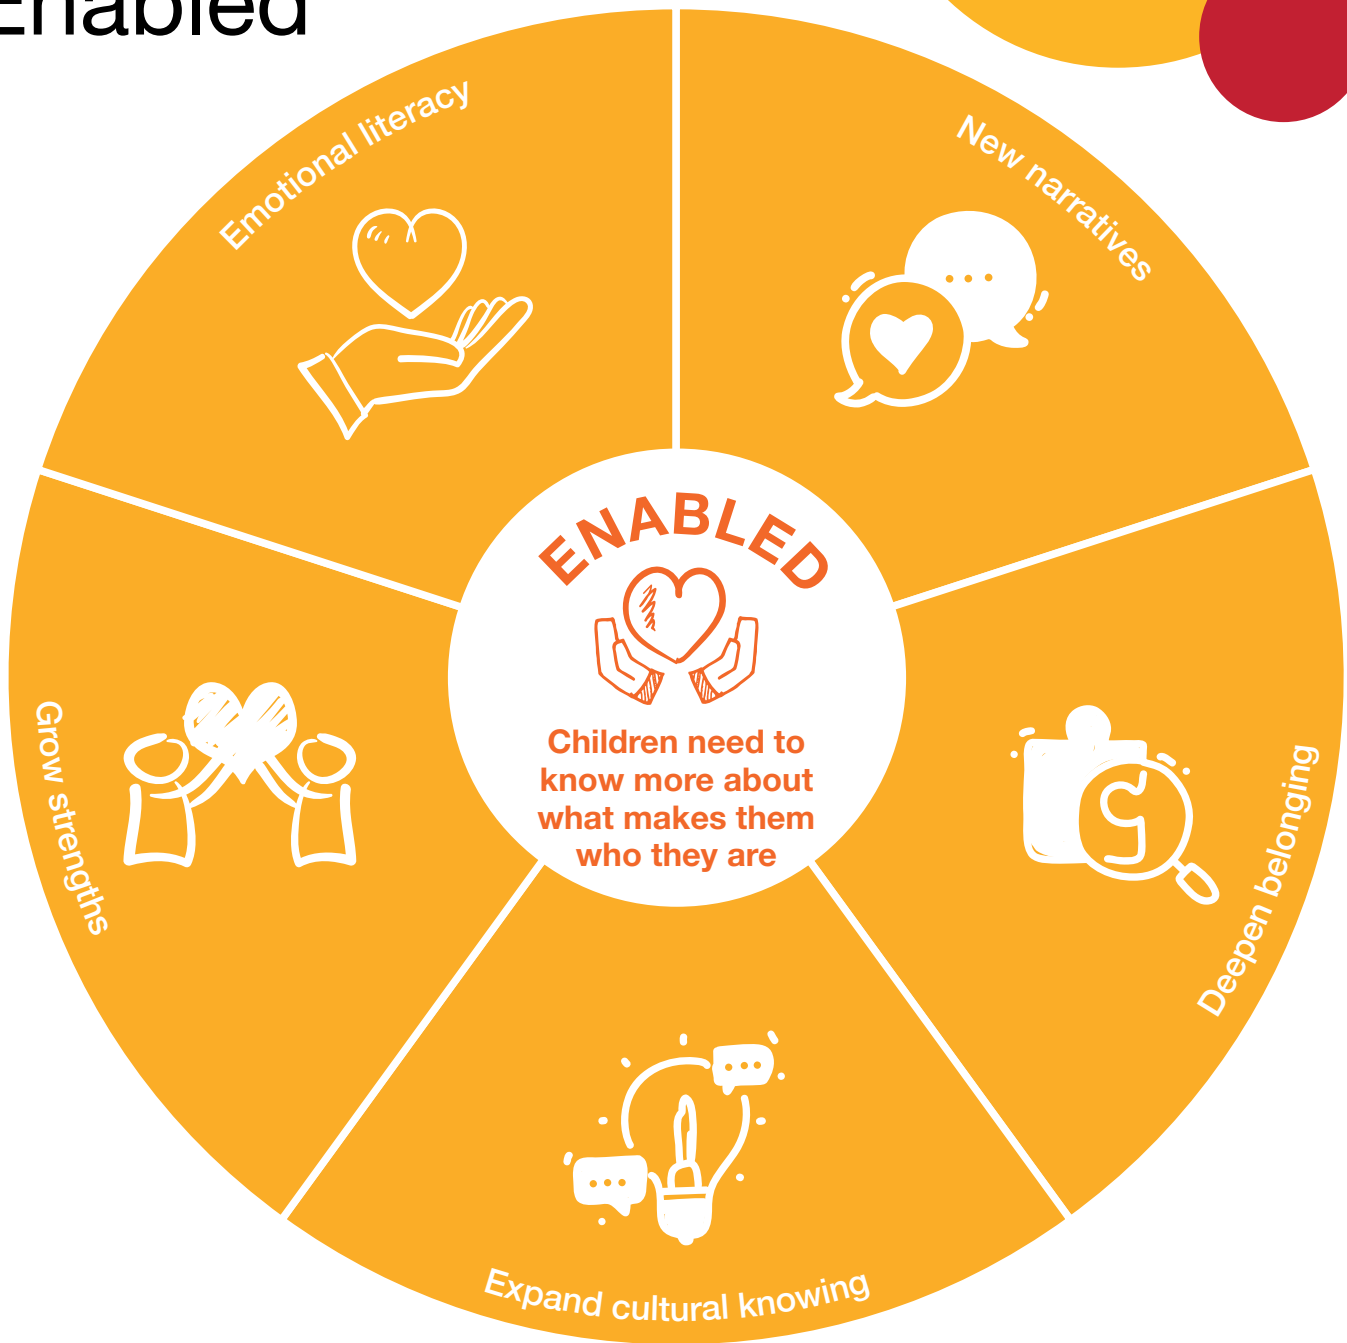 Enabled
Emotional literacy
New narratives
ENABLED
Children need to
know more about
what makes them
who they are
Grow strengths
Deepen belonging
Expand cultural knowing